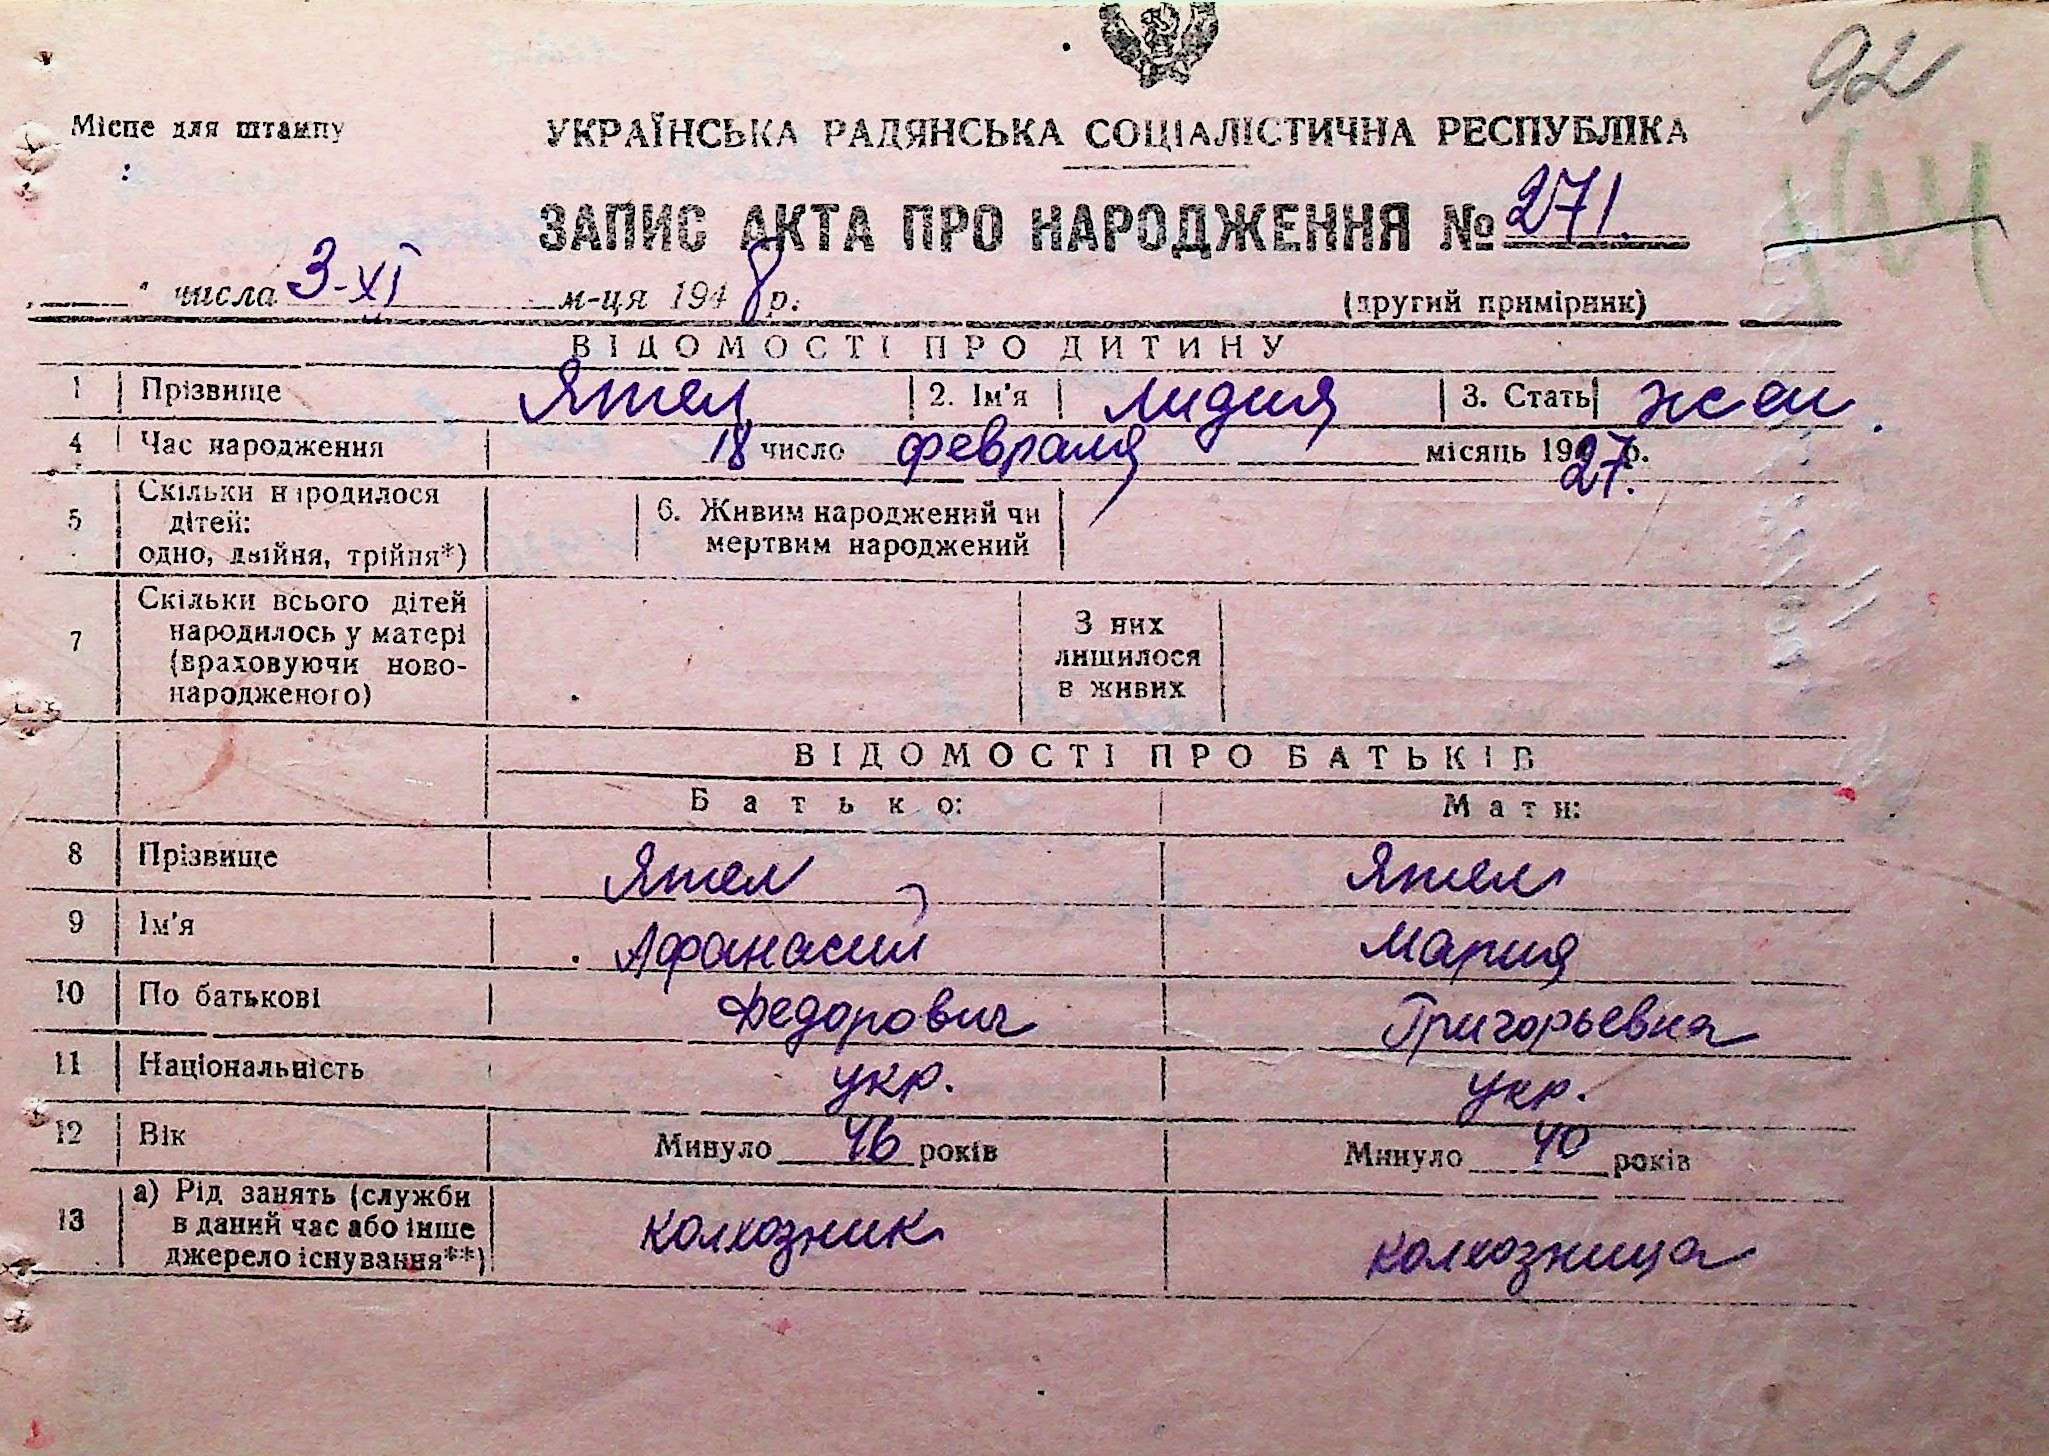 92
Місце для штампу
УКРАЇНСЬКА РАДЯНСЬКА СОЦІАЛІСТИЧНА РЕСПУБЛІКА
ЗАПИС АКТА ПРО НАРОДЖЕННЯ № 271.
" числа 3-XI м-ця 1948 р. (другий примірник)
ВІДОМОСТІ ПРО ДИТИНУ
1 Прізвище Ятел 2. Ім'я Лидия 3. Стать жен.
4 Час народження 18 число февраля місяць 1927 р.
5 Скільки народилося
дітей:
одно, двійня, трійня*)
6. Живим народжений чи
мертвим народжений
7 Скільки всього дітей
народилось у матері
(враховуючи ново-
народженого)
З них
лишилося
в живих
ВІДОМОСТІ ПРО БАТЬКІВ
Батько: Мати:
8 Прізвище Ятел Ятел
9 Ім'я Афанасий Мария
10 По батькові Федорович Григорьевна
11 Національність укр. укр.
12 Вік Минуло 46 років Минуло 40 років
13 а) Рід занять (служби
в даний час або інше
джерело існування**)
колхозник колхозница